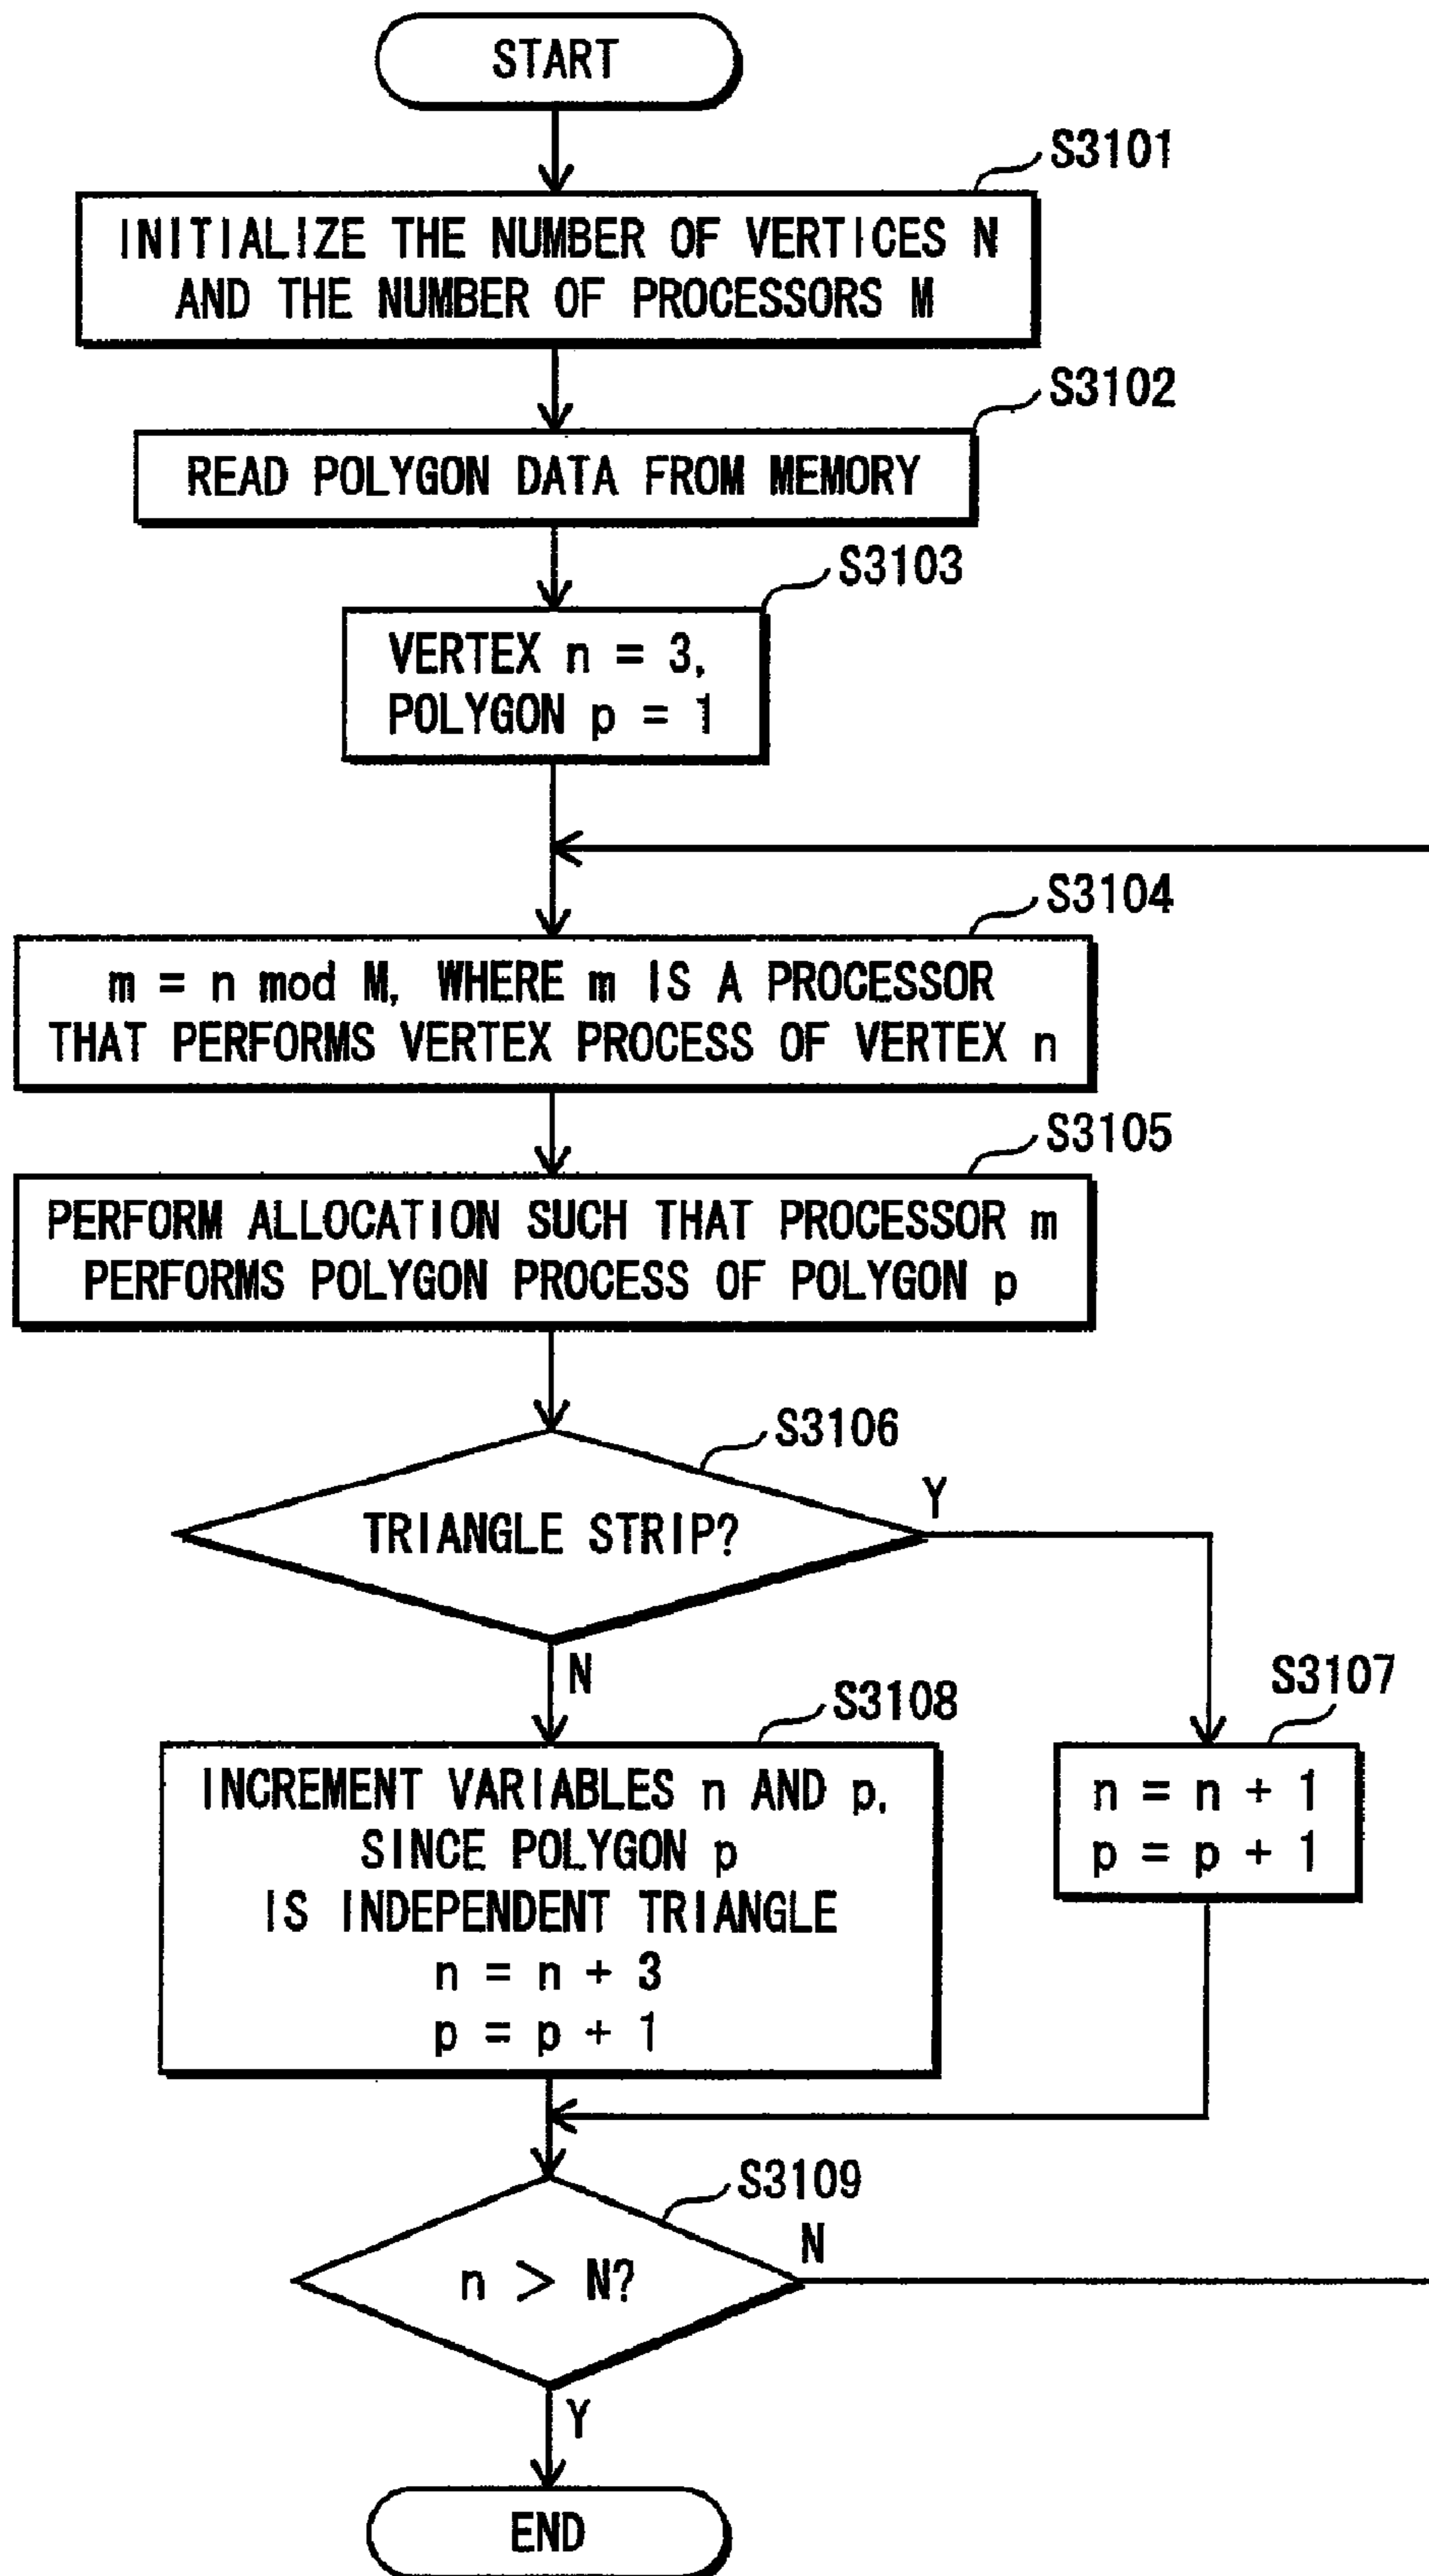 START
S3101
INITIALIZE THE NUMBER OF VERTICES N
AND THE NUMBER OF PROCESSORS M
S3102
READ POLYGON DATA FROM MEMORY
S3103
VERTEX n = 3,
POLYGON p = 1
S3104
m = n mod M, WHERE m IS A PROCESSOR
THAT PERFORMS VERTEX PROCESS OF VERTEX n
S3105
PERFORM ALLOCATION SUCH THAT PROCESSOR m
PERFORMS POLYGON PROCESS OF POLYGON p
S3106
TRIANGLE STRIP?
Y
N
S3108
INCREMENT VARIABLES n AND p,
SINCE POLYGON p
IS INDEPENDENT TRIANGLE
n = n + 3
p = p + 1
S3107
n = n + 1
p = p + 1
S3109
n > N?
N
Y
END